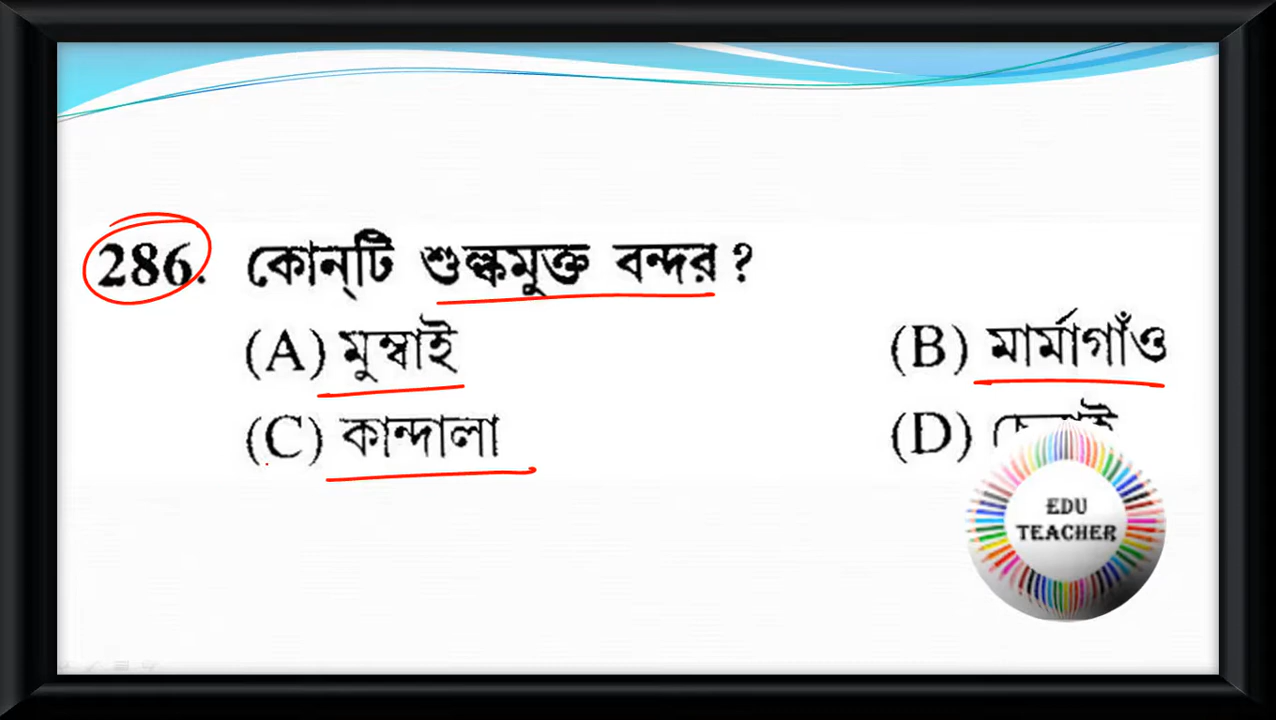 286. কোন্‌টি শুল্কমুক্ত বন্দর ?
(A) মুম্বাই (B) মার্মাগাঁও
(C) কান্দালা (D)
EDU
TEACHER